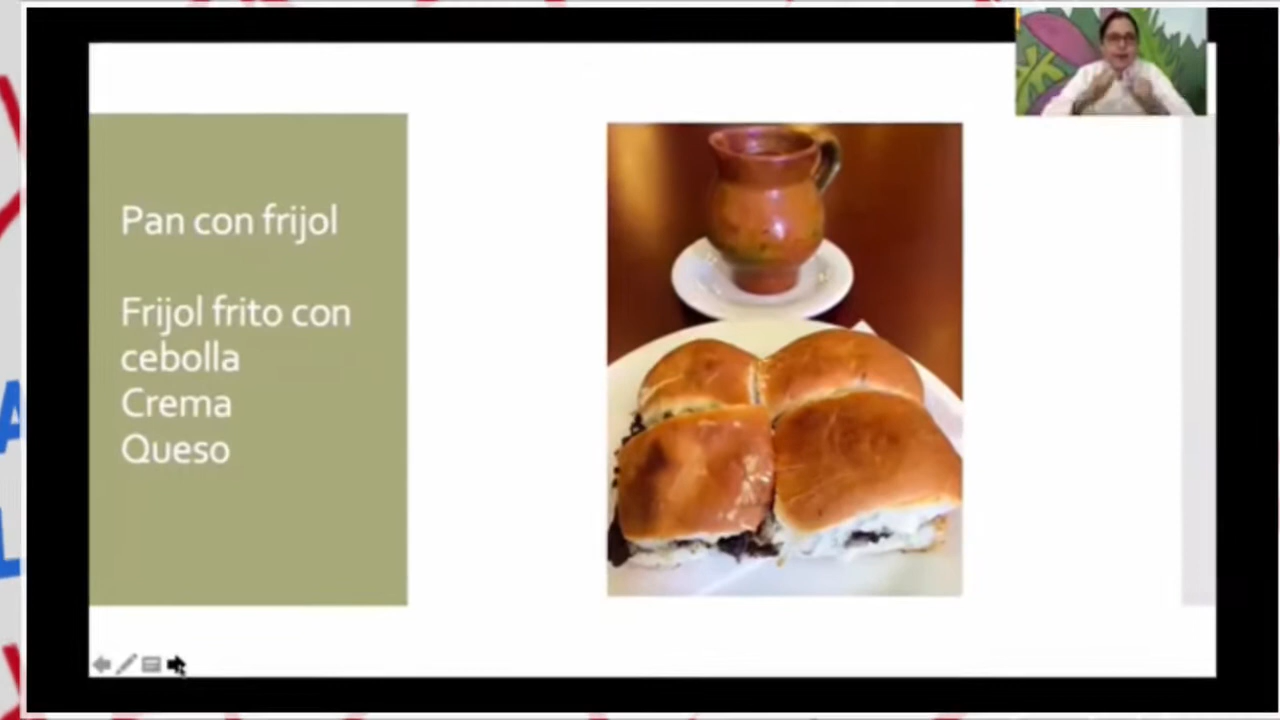 Pan con frijol
Frijol frito con
cebolla
Crema
Queso